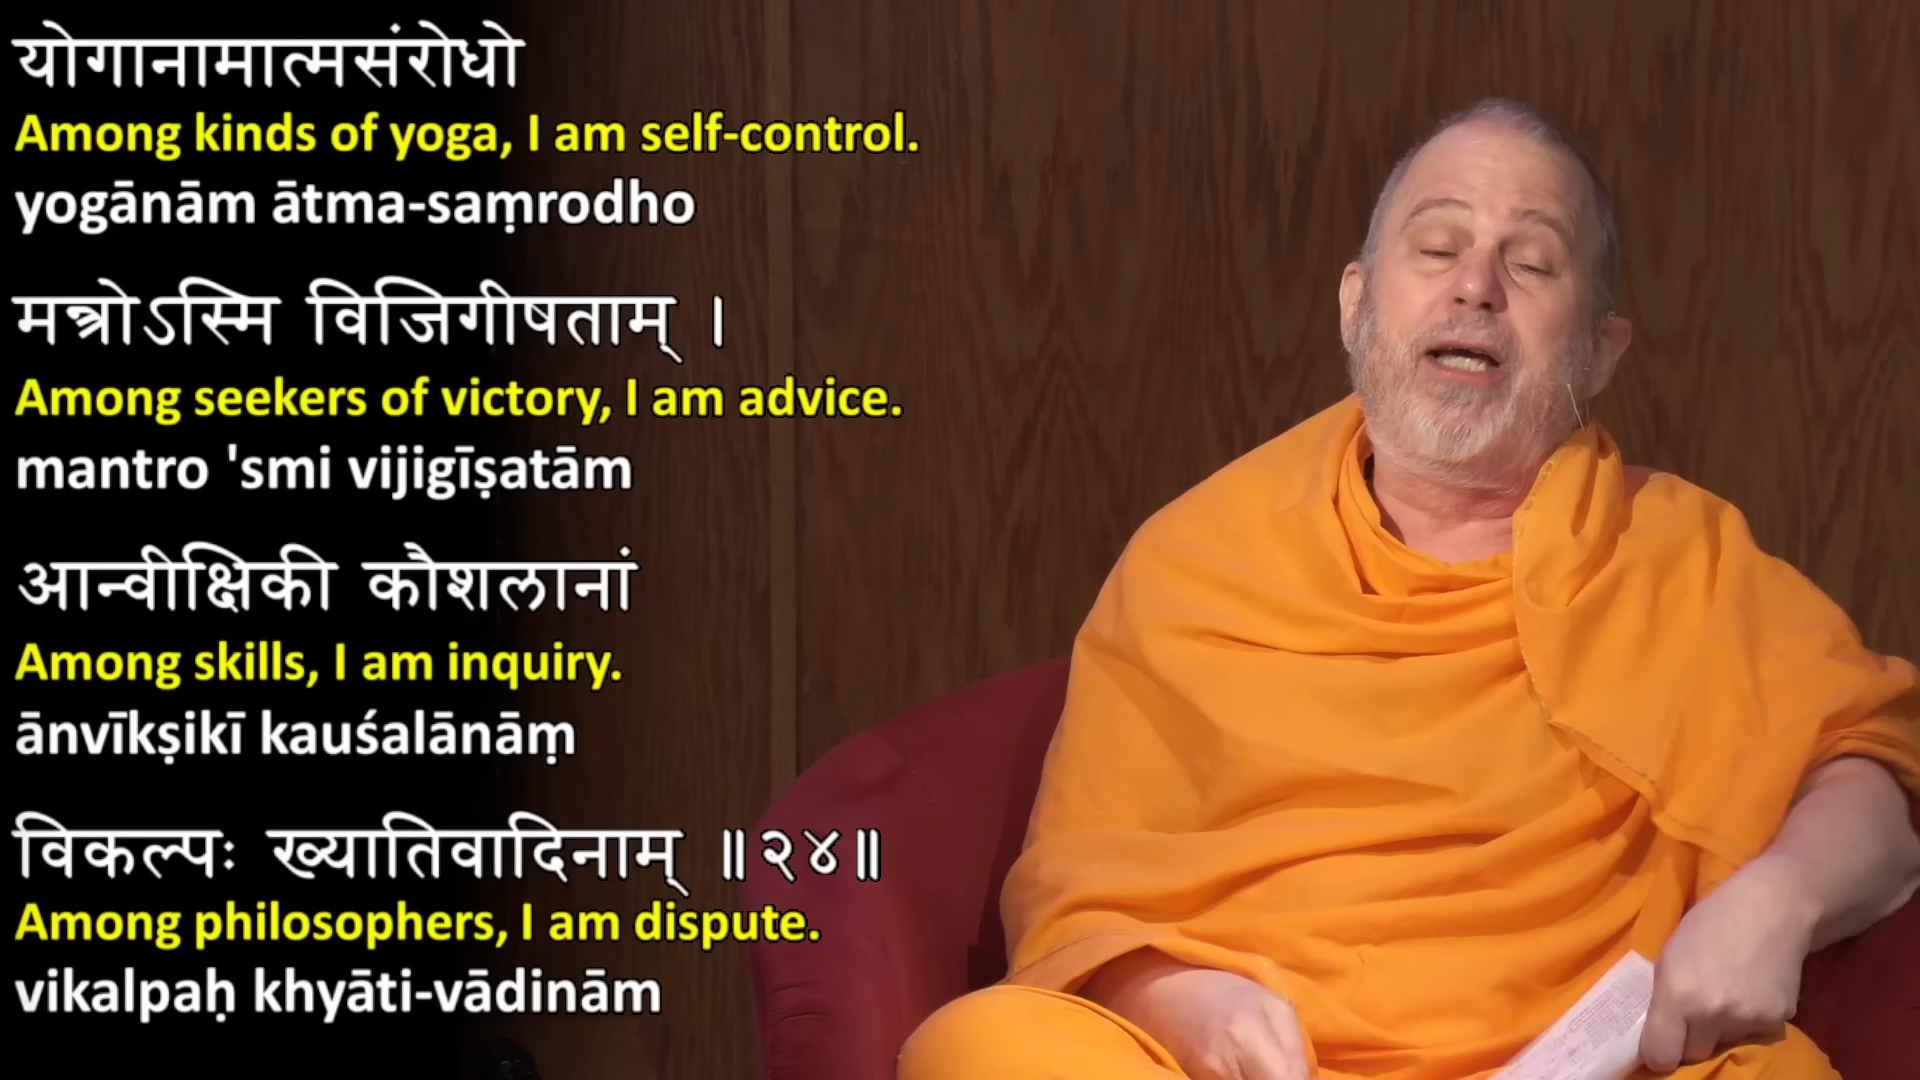 योगानामात्मसंरोधो
Among kinds of yoga, I am self-control.
yogānām ātma-saṃrodho
मन्त्रोऽस्मि विजिगीषताम् ।
Among seekers of victory, I am advice.
mantro 'smi vijigīṣatām
आन्वीक्षिकी कौशलानां
Among skills, I am inquiry.
ānvīkṣikī kauśalānāṃ
विकल्पः ख्यातिवादिनाम् ॥२४॥
Among philosophers, I am dispute.
vikalpaḥ khyāti-vādinām